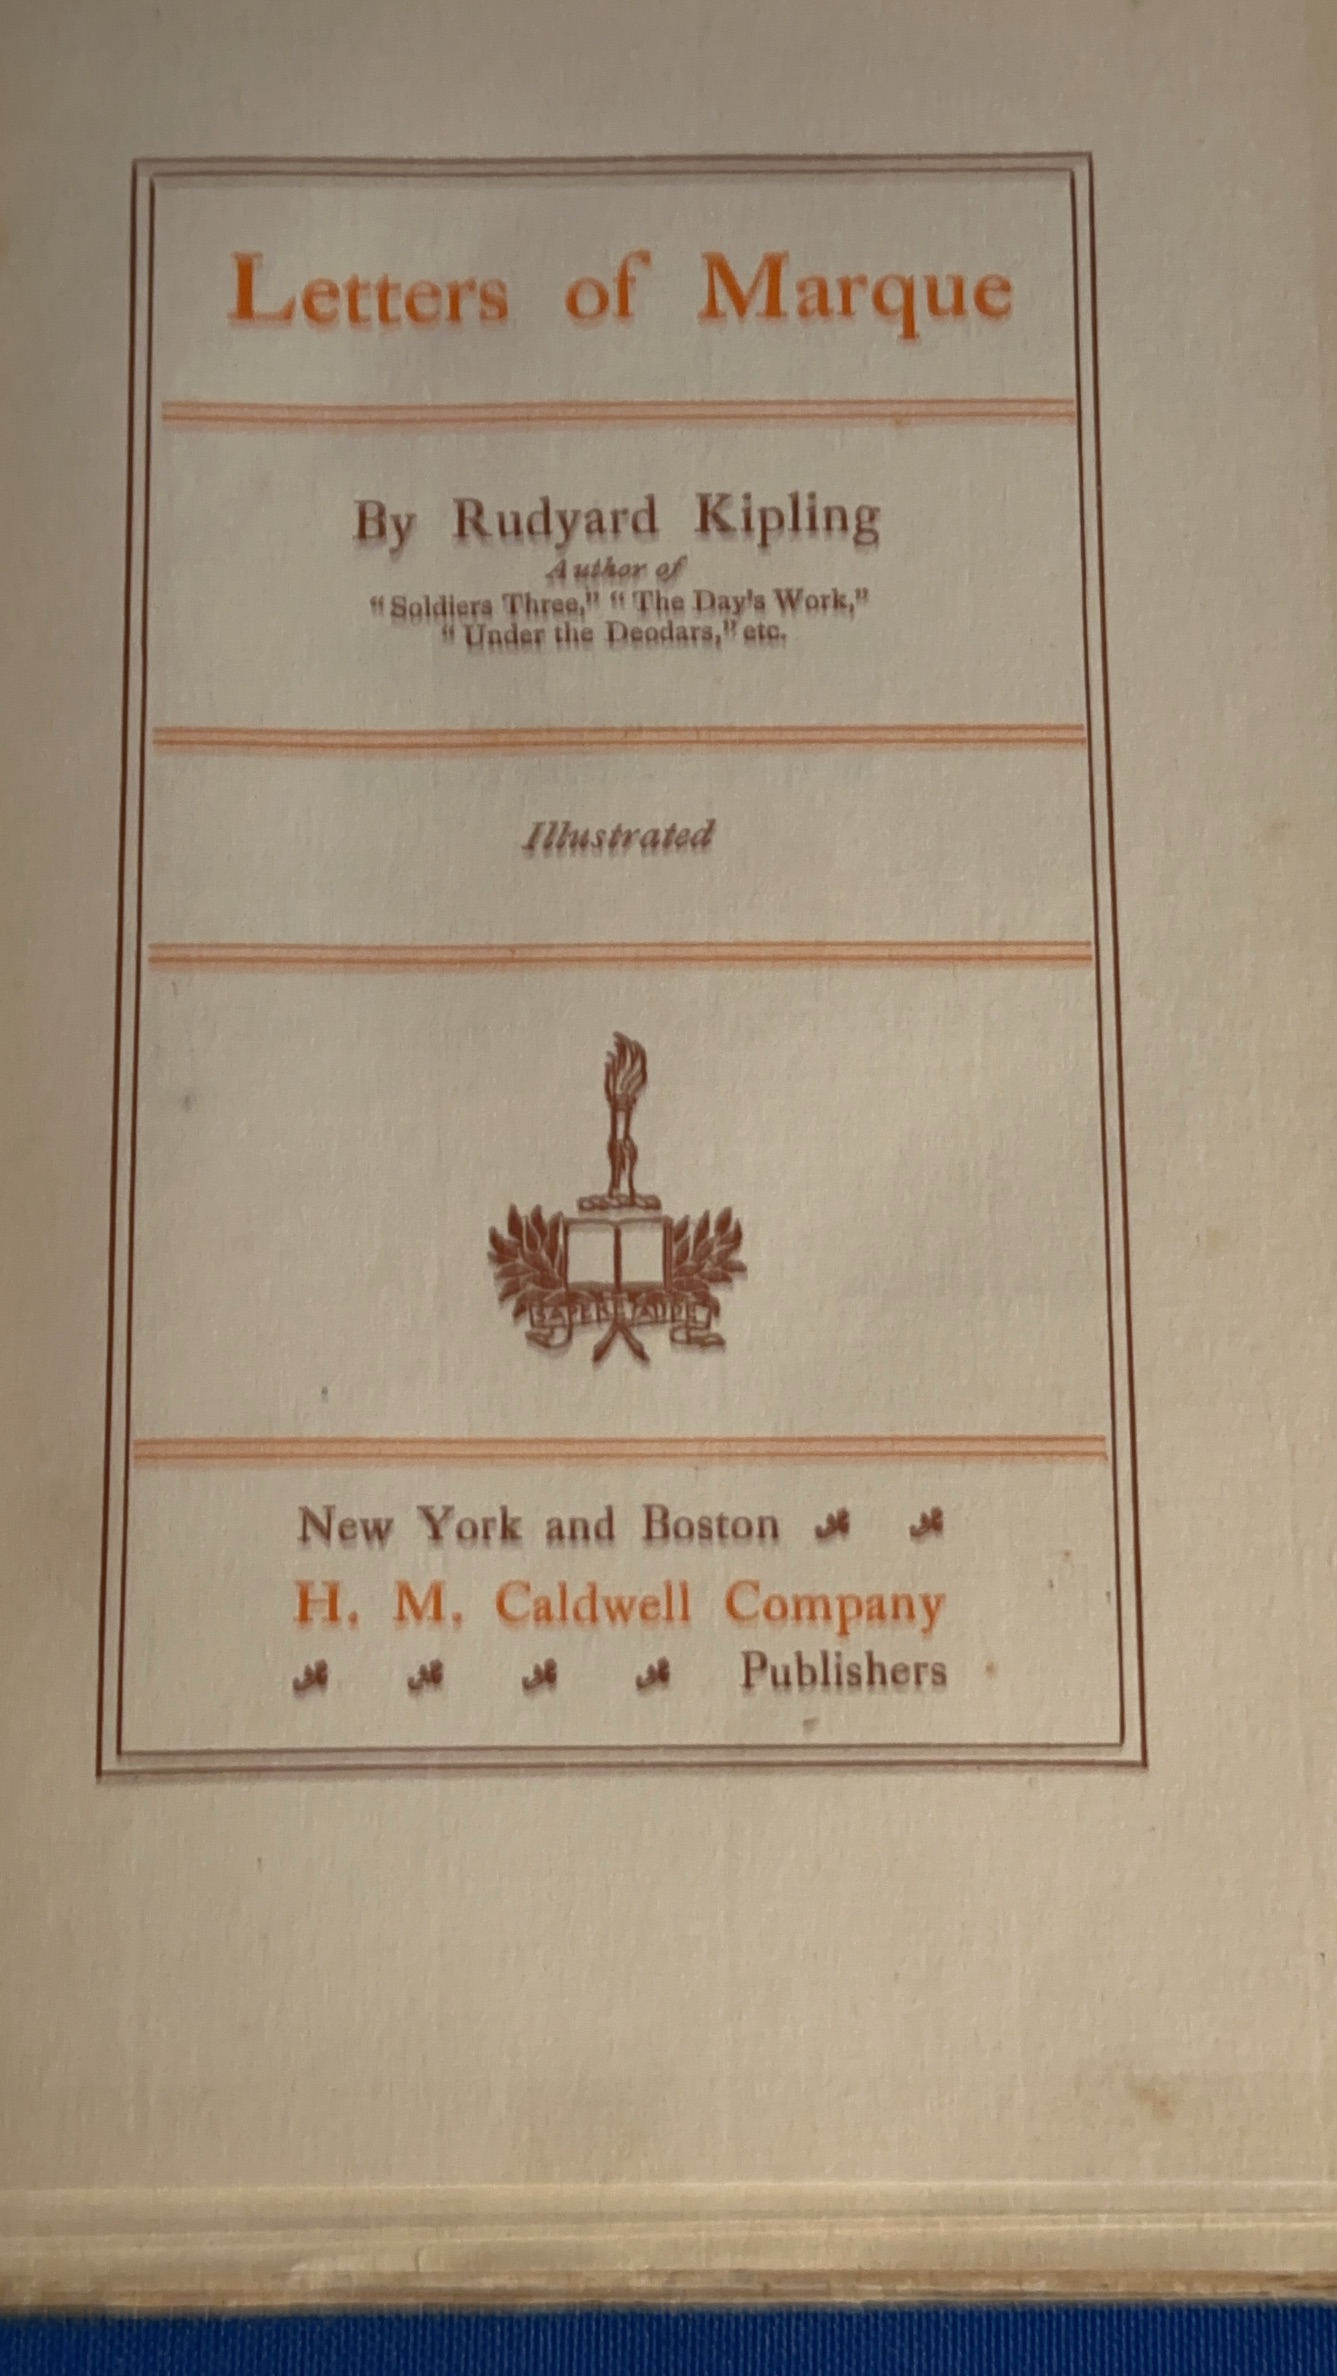 Letters of Marque
By Rudyard Kipling
Author of
“Soldiers Three,” “The Day's Work,”
“Under the Deodars,” etc.
Illustrated
SAPERE AUDE
New York and Boston
H. M. Caldwell Company
Publishers